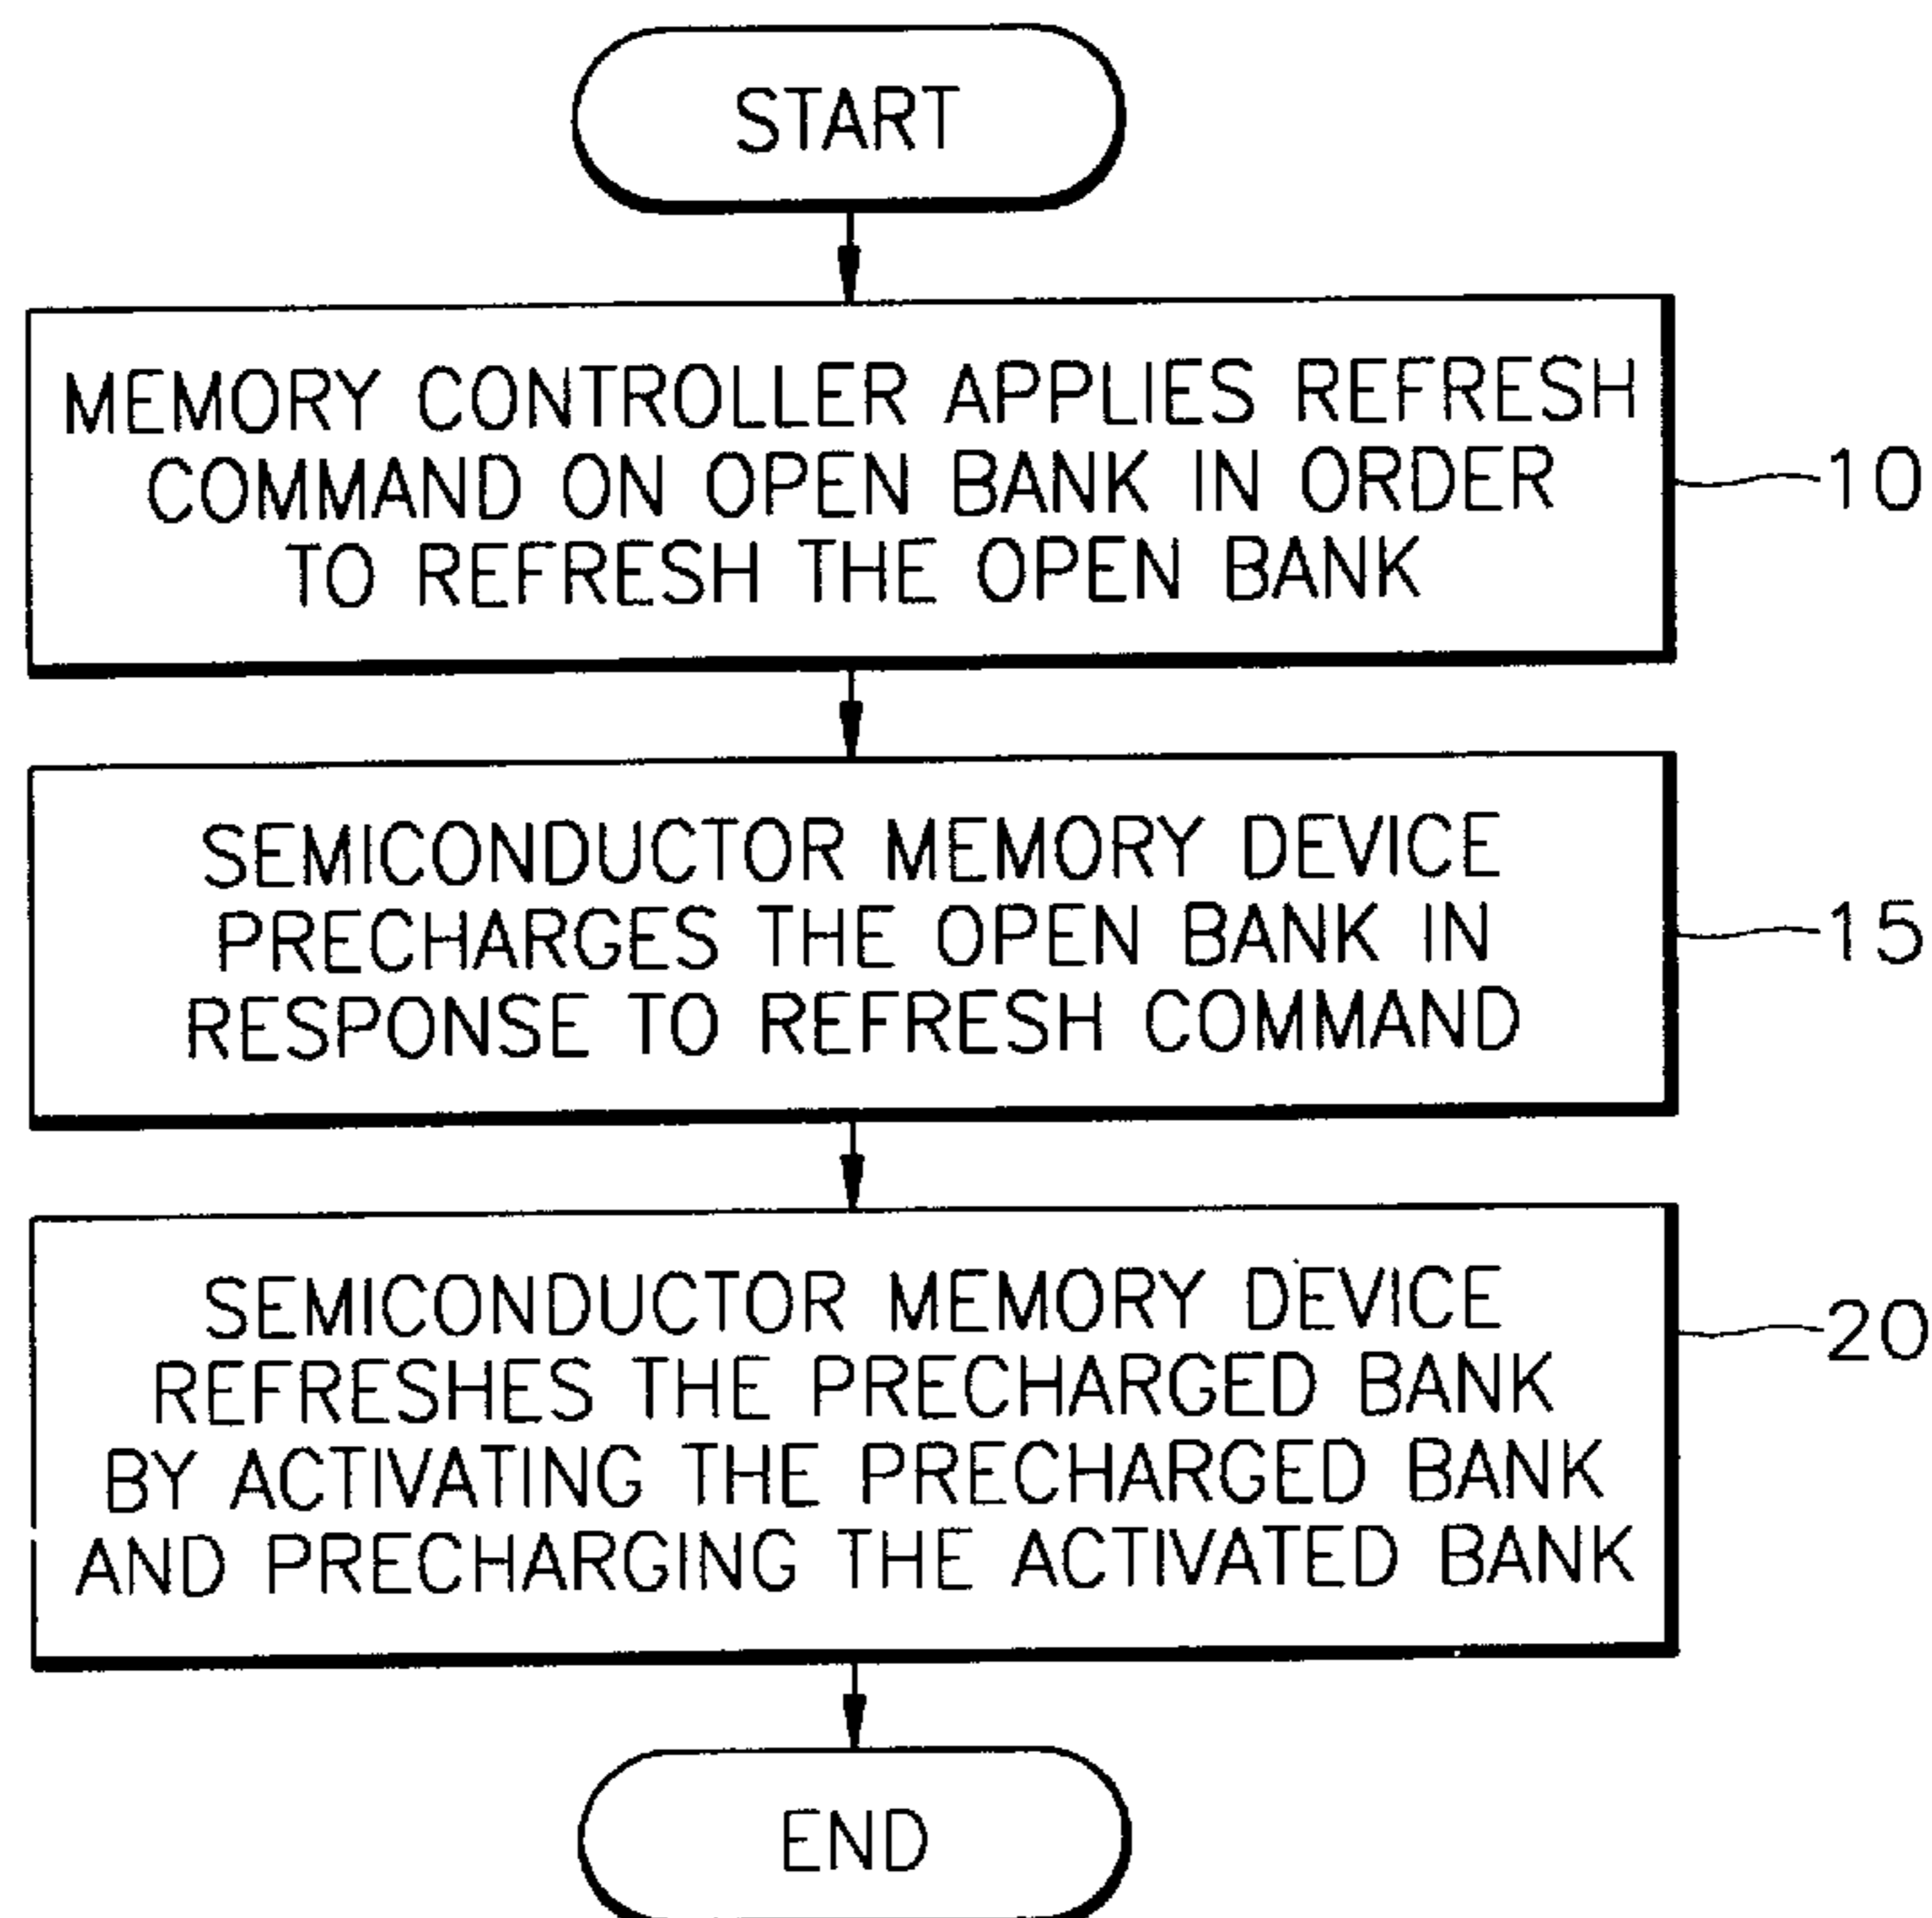 START
MEMORY CONTROLLER APPLIES REFRESH
COMMAND ON OPEN BANK IN ORDER
TO REFRESH THE OPEN BANK
10
SEMICONDUCTOR MEMORY DEVICE
PRECHARGES THE OPEN BANK IN
RESPONSE TO REFRESH COMMAND
15
SEMICONDUCTOR MEMORY DEVICE
REFRESHES THE PRECHARGED BANK
BY ACTIVATING THE PRECHARGED BANK
AND PRECHARGING THE ACTIVATED BANK
20
END